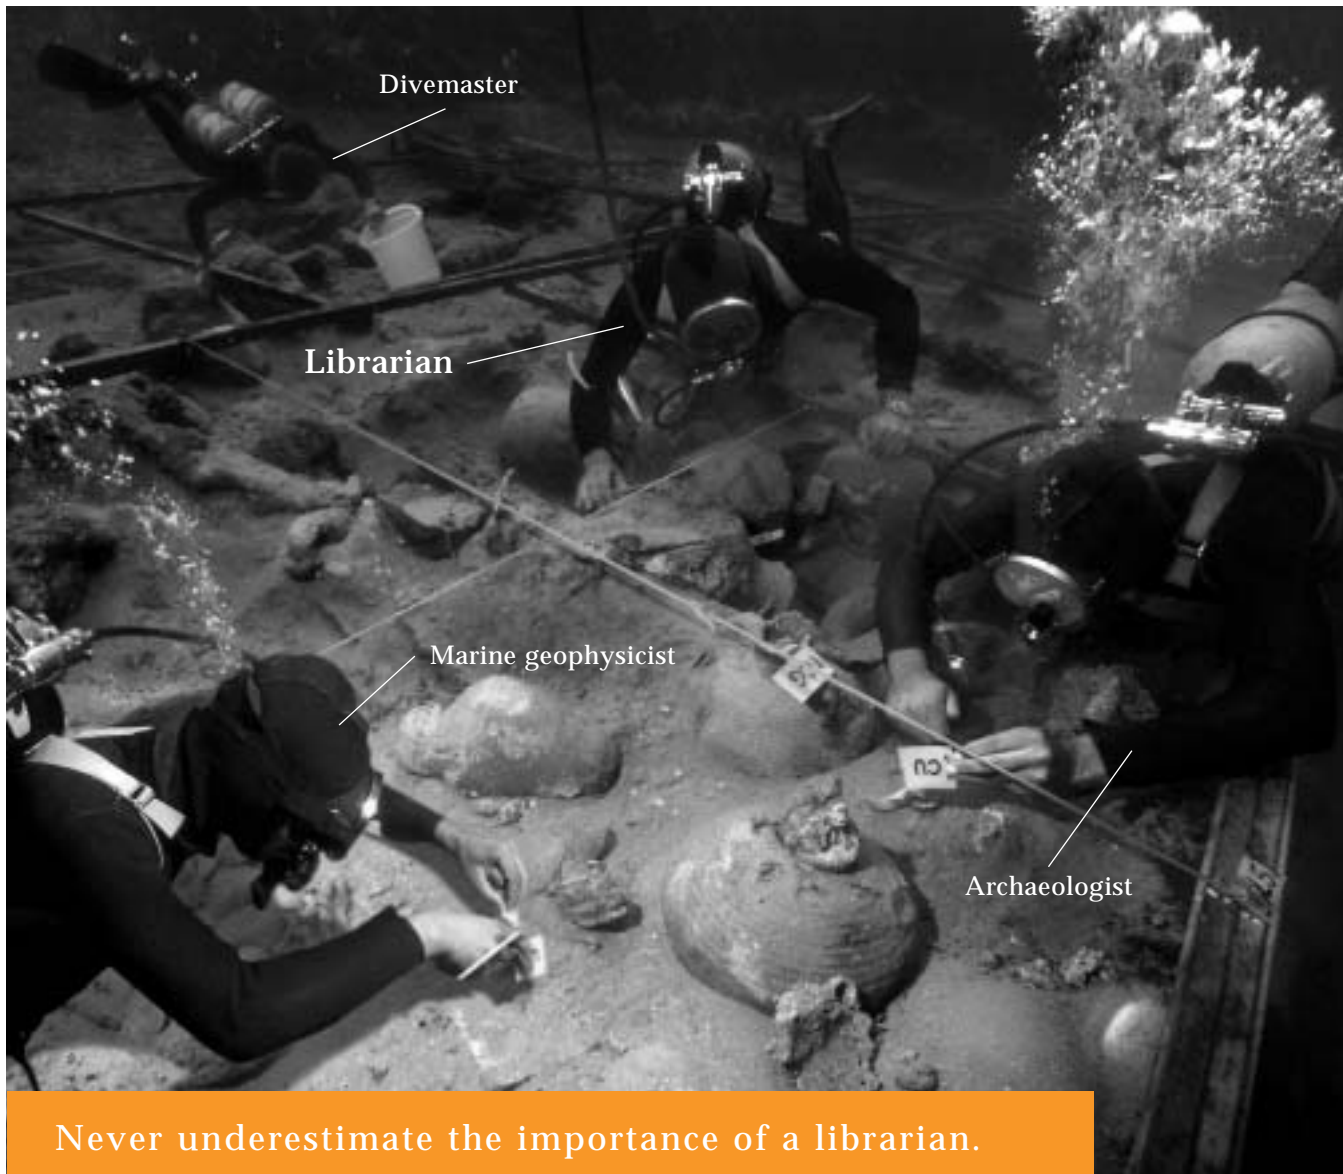 Divemaster
Librarian
Marine geophysicist
Archaeologist
Never underestimate the importance of a librarian.